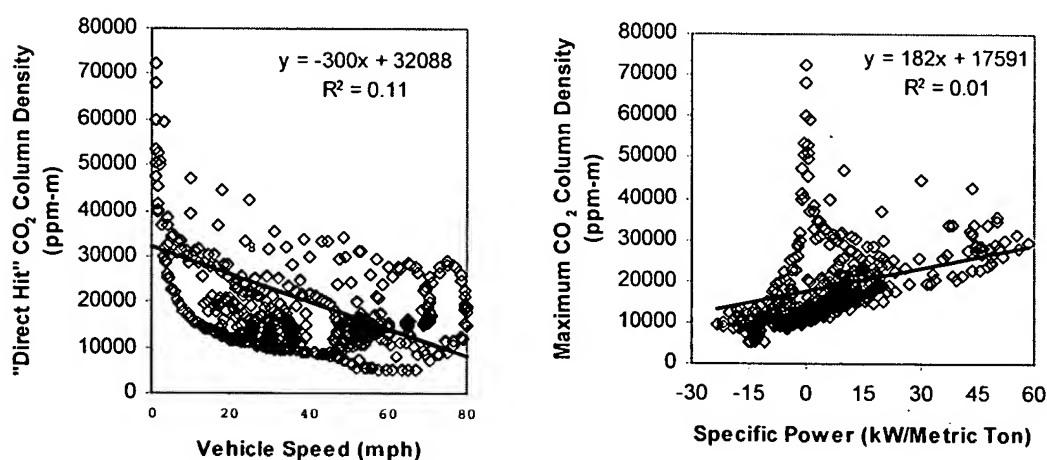 "Direct Hit" CO2 Column Density
(ppm-m)
80000
70000
60000
50000
40000
30000
20000
10000
0
y = -300x + 32088
R2 = 0.11
0 20 40 60 80
Vehicle Speed (mph)
Maximum CO2 Column Density
(ppm-m)
80000
70000
60000
50000
40000
30000
20000
10000
0
y = 182x + 17591
R2 = 0.01
-30 -15 0 15 30 45 60
Specific Power (kW/Metric Ton)